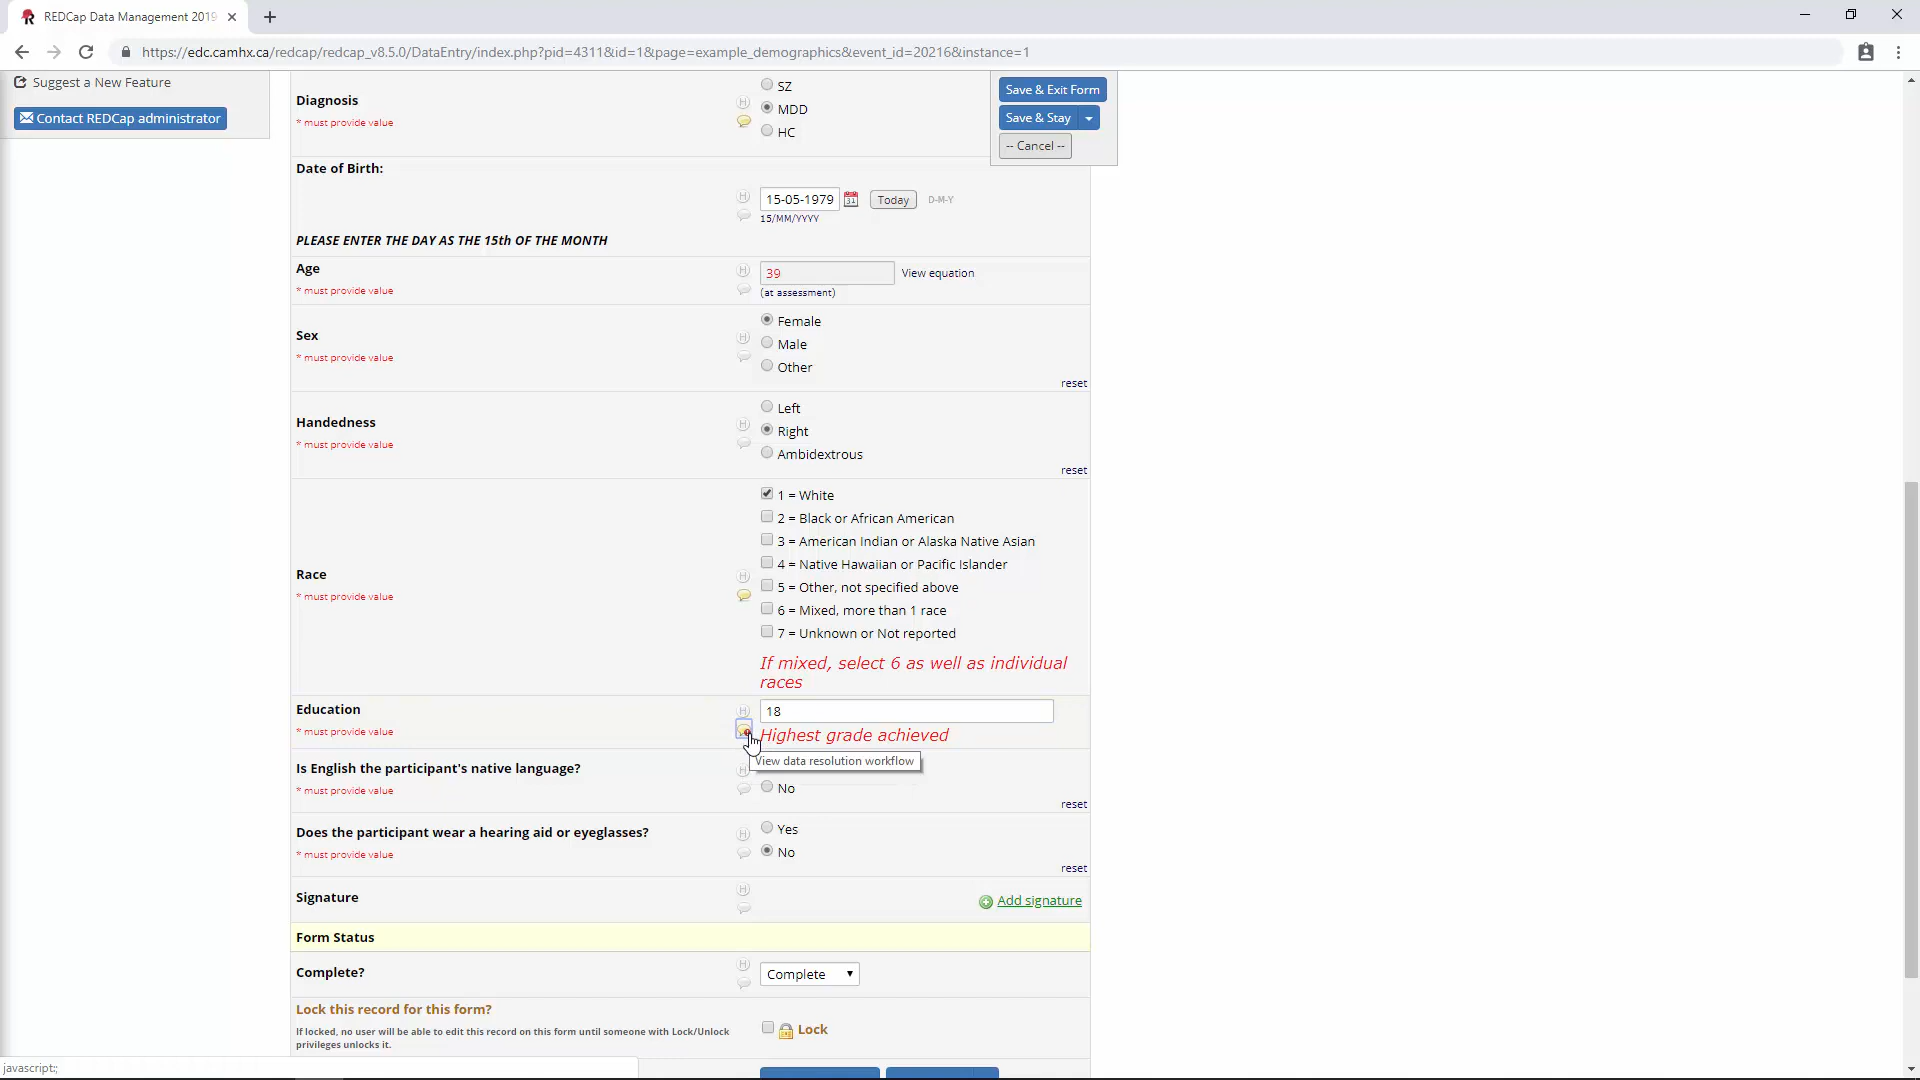 REDCap Data Management 2019
https://edc.camhx.ca/redcap/redcap_v8.5.0/DataEntry/index.php?pid=4311&id=1&page=example_demographics&event_id=20216&instance=1
Suggest a New Feature
Contact REDCap administrator
Save & Exit Form
Save & Stay
-- Cancel --
Diagnosis
* must provide value
H
SZ
MDD
HC
Date of Birth:
H
15-05-1979
31
Today
D-M-Y
15/MM/YYYY
PLEASE ENTER THE DAY AS THE 15th OF THE MONTH
Age
* must provide value
H
39
View equation
(at assessment)
Sex
* must provide value
H
Female
Male
Other
reset
Handedness
* must provide value
H
Left
Right
Ambidextrous
reset
Race
* must provide value
H
1 = White
2 = Black or African American
3 = American Indian or Alaska Native Asian
4 = Native Hawaiian or Pacific Islander
5 = Other, not specified above
6 = Mixed, more than 1 race
7 = Unknown or Not reported
If mixed, select 6 as well as individual
races
Education
* must provide value
H
18
Highest grade achieved
View data resolution workflow
Is English the participant's native language?
* must provide value
H
No
reset
Does the participant wear a hearing aid or eyeglasses?
* must provide value
H
Yes
No
reset
Signature
H
Add signature
Form Status
Complete?
H
Complete
Lock this record for this form?
If locked, no user will be able to edit this record on this form until someone with Lock/Unlock
privileges unlocks it.
Lock
javascript:;